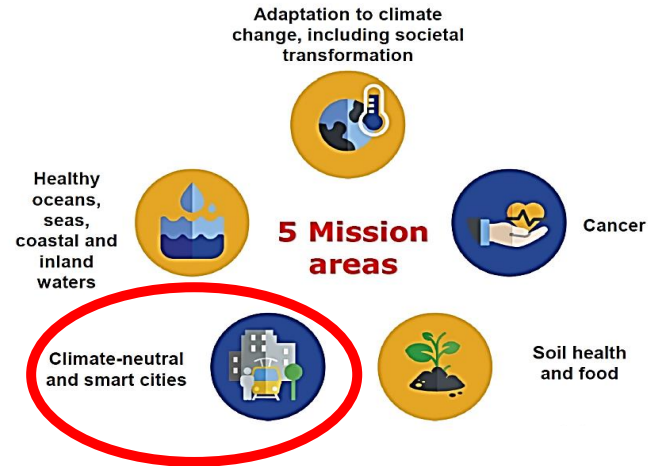 Adaptation to climate
change, including societal
transformation
Healthy
oceans,
seas,
coastal and
inland
waters
5 Mission
areas
Cancer
Climate-neutral
and smart cities
Soil health
and food